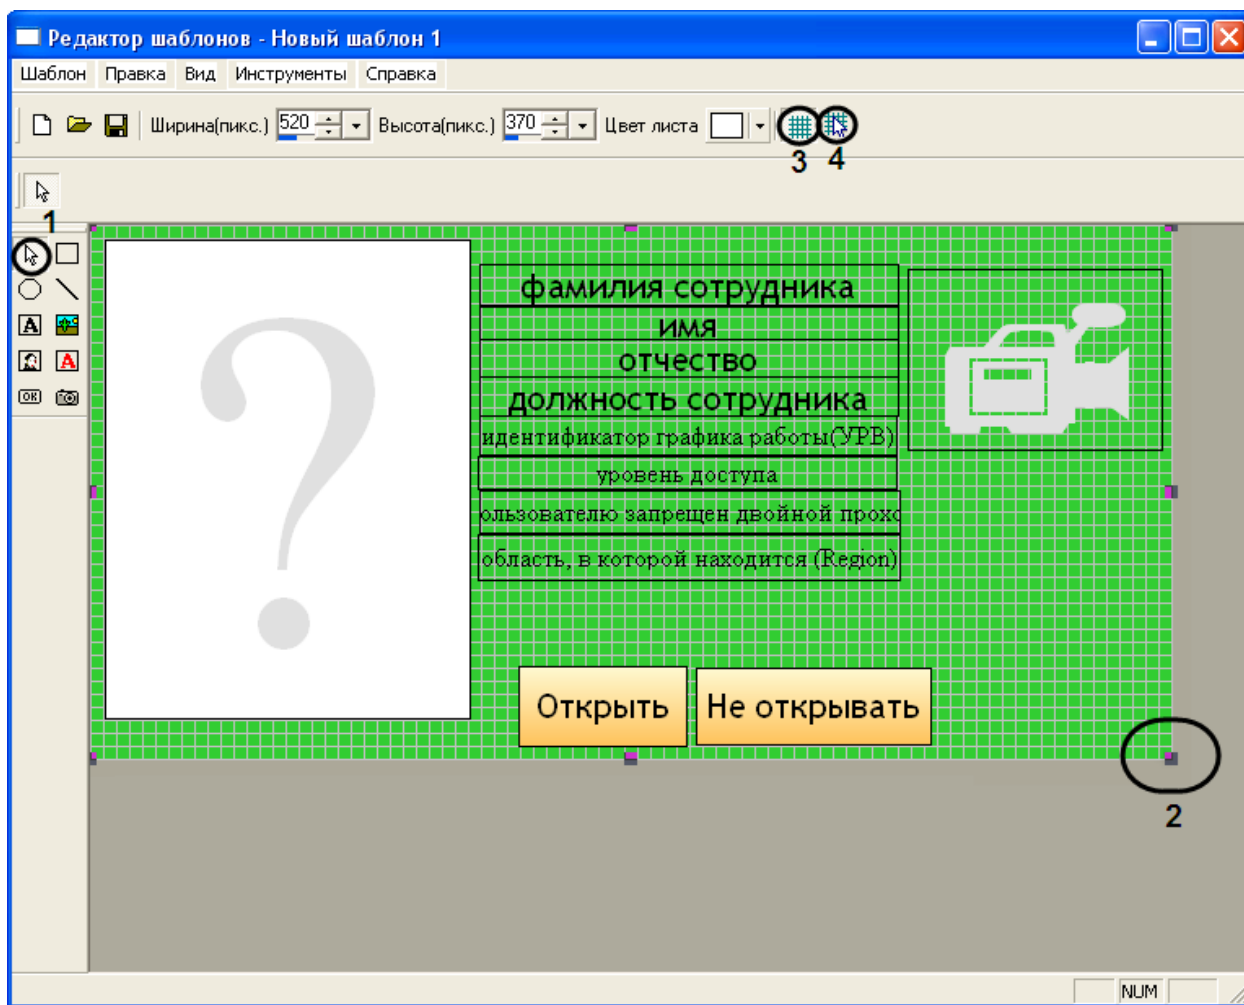 Редактор шаблонов - Новый шаблон 1
Шаблон Правка Вид Инструменты Справка
Ширина(пикс.) 520 Высота(пикс.) 370 Цвет листа
3 4
1
A
A
OK
фамилия сотрудника
имя
отчество
должность сотрудника
идентификатор графика работы(УРВ)
уровень доступа
ользователю запрещен двойной прохо
область, в которой находится (Region)
?
Открыть Не открывать
2
NUM